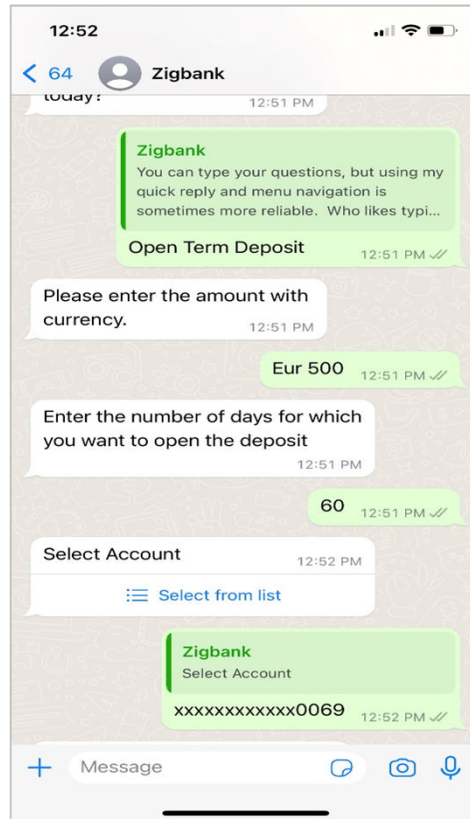 12:52
64 Zigbank
today?
12:51 PM
Zigbank
You can type your questions, but using my
quick reply and menu navigation is
sometimes more reliable. Who likes typi...
Open Term Deposit
12:51 PM
Please enter the amount with
currency.
12:51 PM
Eur 500
12:51 PM
Enter the number of days for which
you want to open the deposit
12:51 PM
60
12:51 PM
Select Account
12:52 PM
Select from list
Zigbank
Select Account
xxxxxxxxxxxx0069
12:52 PM
Message